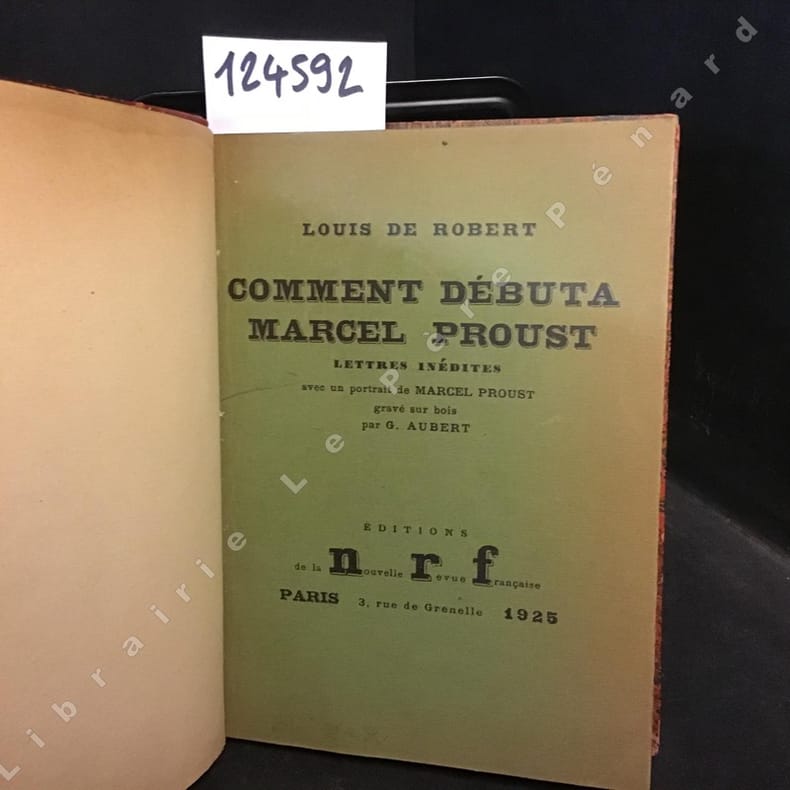 124592
LOUIS DE ROBERT
COMMENT DÉBUTA
MARCEL PROUST
LETTRES INÉDITES
avec un portrait de MARCEL PROUST
gravé sur bois
par G. AUBERT
ÉDITIONS
de la nouvelle revue française
PARIS 3, rue de Grenelle 1925
Librairie Le Père Pénard